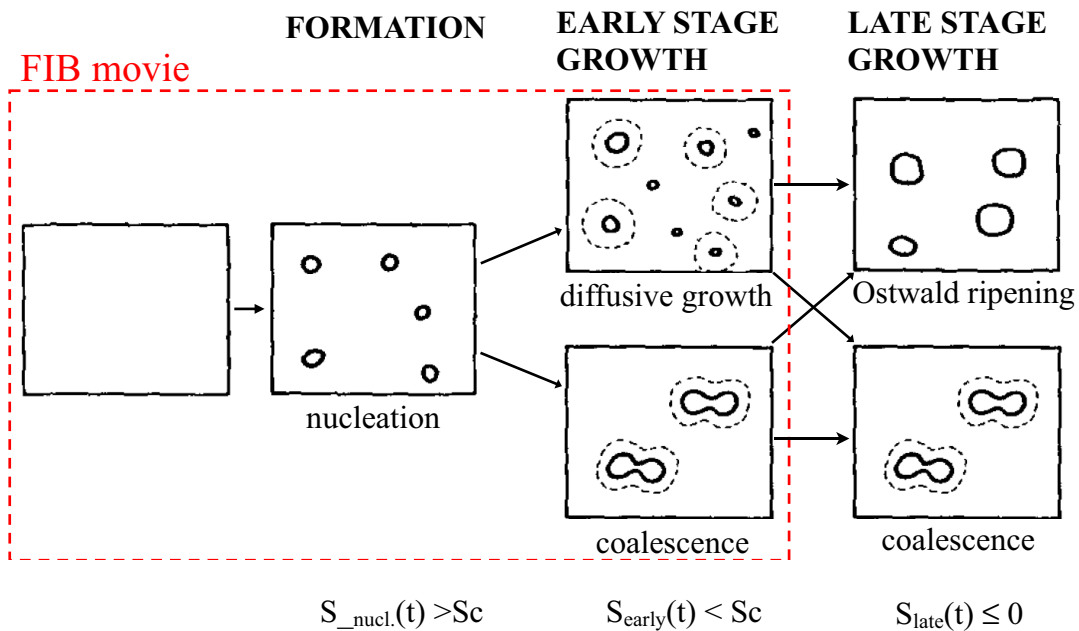 FORMATION
EARLY STAGE
GROWTH
LATE STAGE
GROWTH
FIB movie
diffusive growth
Ostwald ripening
nucleation
coalescence
coalescence
S_nucl.(t) >Sc
Searly(t) < Sc
Slate(t) ≤ 0